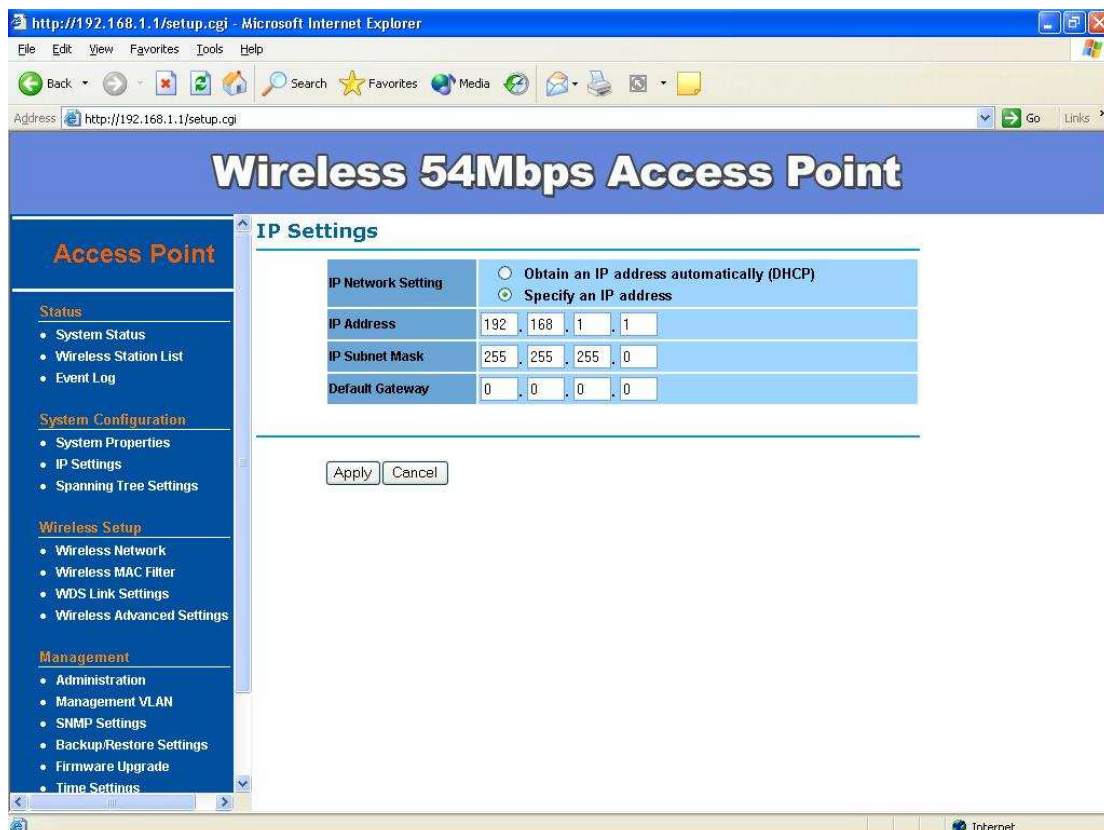 http://192.168.1.1/setup.cgi - Microsoft Internet Explorer
File Edit View Favorites Tools Help
Back Search Favorites Media
Address http://192.168.1.1/setup.cgi Go Links
Wireless 54Mbps Access Point
Access Point
Status
System Status
Wireless Station List
Event Log
System Configuration
System Properties
IP Settings
Spanning Tree Settings
Wireless Setup
Wireless Network
Wireless MAC Filter
WDS Link Settings
Wireless Advanced Settings
Management
Administration
Management VLAN
SNMP Settings
Backup/Restore Settings
Firmware Upgrade
Time Settings
IP Settings
IP Network Setting
Obtain an IP address automatically (DHCP)
Specify an IP address
IP Address 192 . 168 . 1 . 1
IP Subnet Mask 255 . 255 . 255 . 0
Default Gateway 0 . 0 . 0 . 0
Apply Cancel
Internet